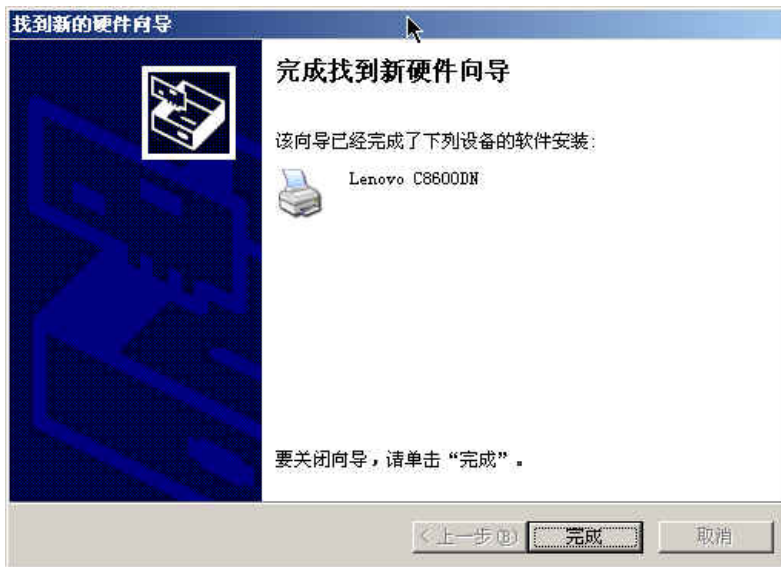 找到新的硬件向导
完成找到新硬件向导
该向导已经完成了下列设备的软件安装:
Lenovo C8600DN
要关闭向导,请单击“完成”。
<上一步(B) 完成 取消